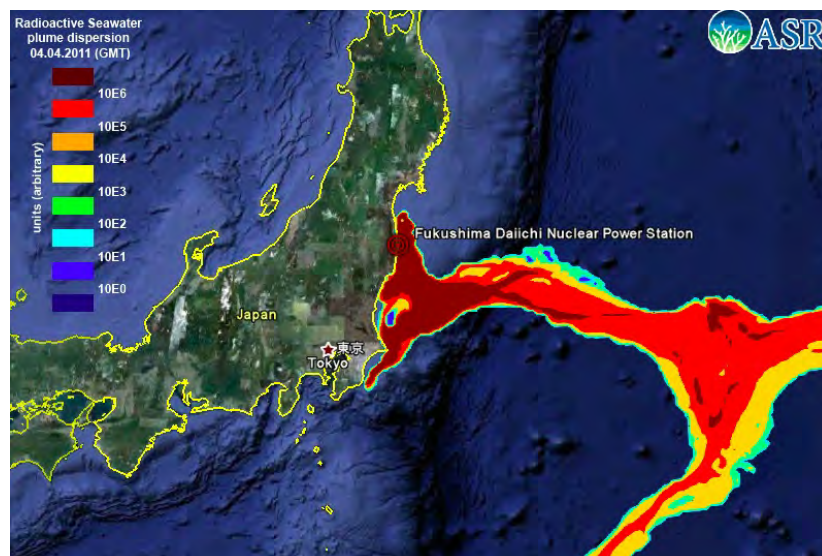 Radioactive Seawater
plume dispersion
04.04.2011 (GMT)
ASR
10E6
10E5
10E4
10E3
10E2
10E1
10E0
units (arbitrary)
Fukushima Daiichi Nuclear Power Station
Japan
東京
Tokyo